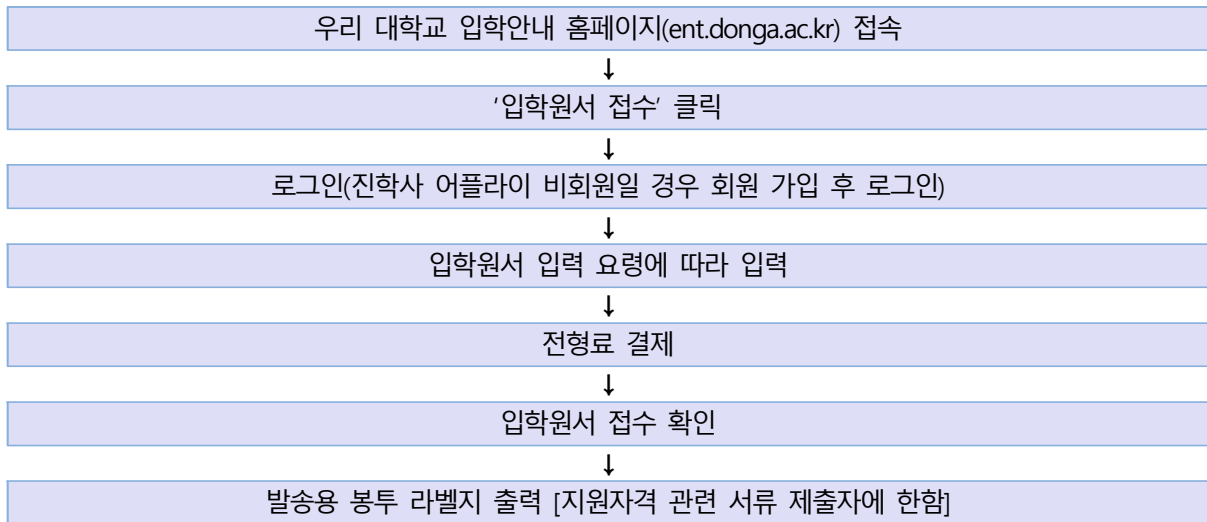 우리 대학교 입학안내 홈페이지(ent.donga.ac.kr) 접속
↓
'입학원서 접수' 클릭
↓
로그인(진학사 어플라이 비회원일 경우 회원 가입 후 로그인)
↓
입학원서 입력 요령에 따라 입력
↓
전형료 결제
↓
입학원서 접수 확인
↓
발송용 봉투 라벨지 출력 [지원자격 관련 서류 제출자에 한함]